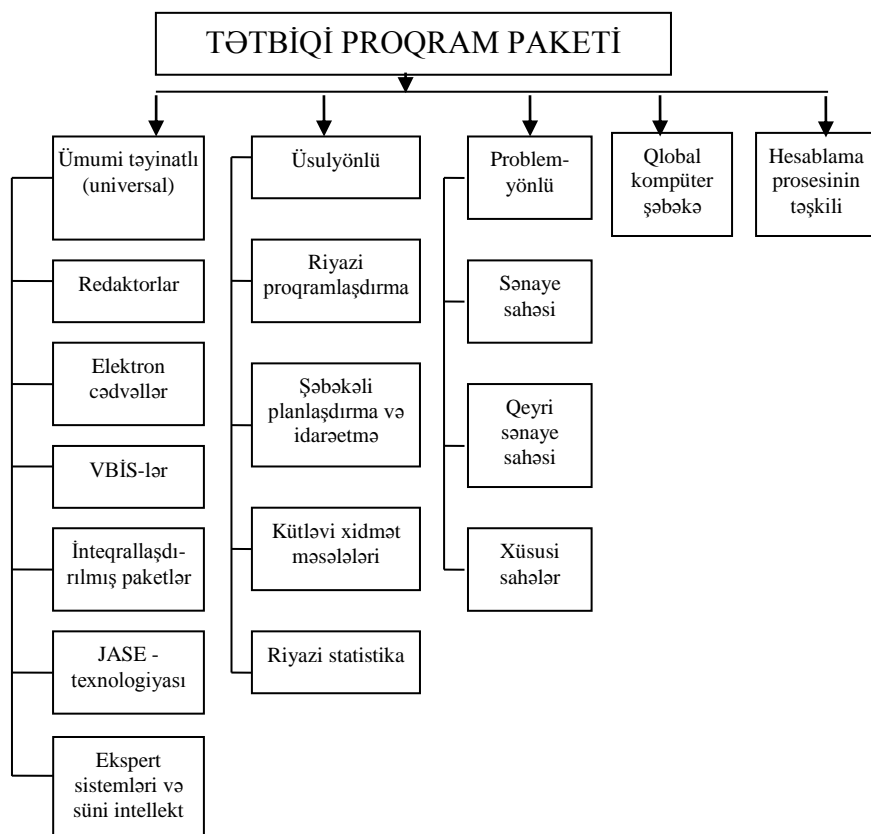 TƏTBİQİ PROQRAM PAKETİ
Ümumi təyinatlı
(universal)
Redaktorlar
Elektron
cədvəllər
VBİS-lər
İnteqrallaşdı-
rılmış paketlər
JASE -
texnologiyası
Ekspert
sistemləri və
süni intellekt
Üsulyönlü
Riyazi
proqramlaşdırma
Şəbəkəli
planlaşdırma və
idarəetmə
Kütləvi xidmət
məsələləri
Riyazi statistika
Problem-
yönlü
Sənaye
sahəsi
Qeyri
sənaye
sahəsi
Xüsusi
sahələr
Qlobal
kompüter
şəbəkə
Hesablama
prosesinin
təşkili